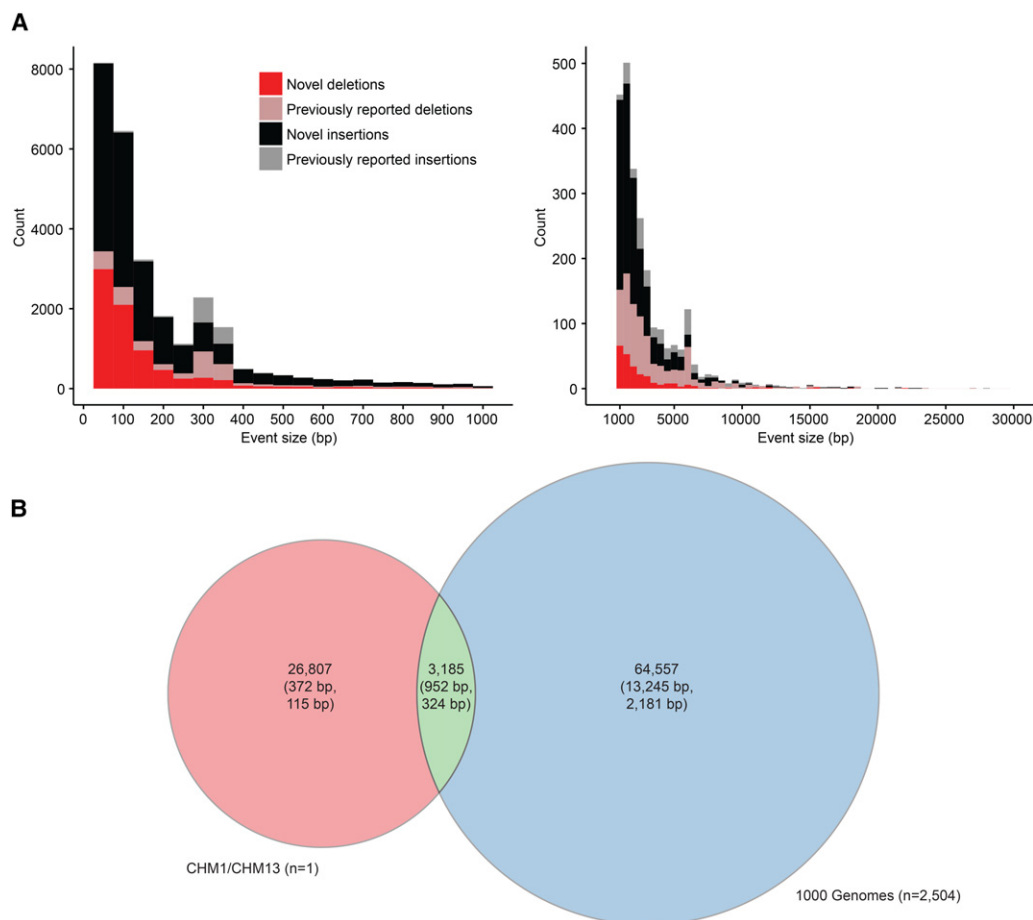 A
Count
8000
6000
4000
2000
0
0 100 200 300 400 500 600 700 800 900 1000
Event size (bp)
Novel deletions
Previously reported deletions
Novel insertions
Previously reported insertions
Count
500
400
300
200
100
0
1000 5000 10000 15000 20000 25000 30000
Event size (bp)
B
26,807
(372 bp,
115 bp)
3,185
(952 bp,
324 bp)
64,557
(13,245 bp,
2,181 bp)
CHM1/CHM13 (n=1)
1000 Genomes (n=2,504)